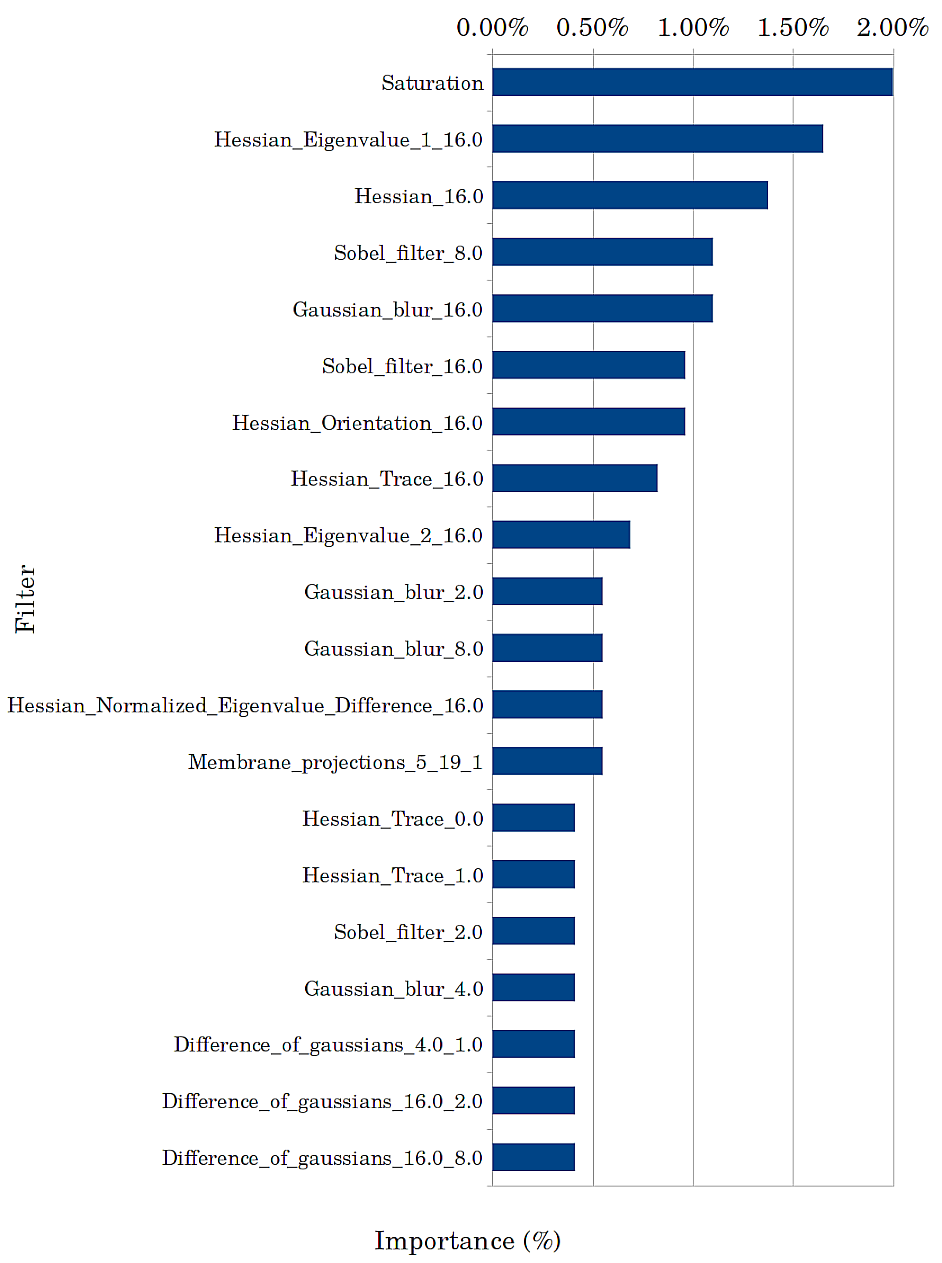 0.00% 0.50% 1.00% 1.50% 2.00%
Saturation
Hessian_Eigenvalue_1_16.0
Hessian_16.0
Sobel_filter_8.0
Gaussian_blur_16.0
Sobel_filter_16.0
Hessian_Orientation_16.0
Hessian_Trace_16.0
Hessian_Eigenvalue_2_16.0
Gaussian_blur_2.0
Gaussian_blur_8.0
Hessian_Normalized_Eigenvalue_Difference_16.0
Membrane_projections_5_19_1
Hessian_Trace_0.0
Hessian_Trace_1.0
Sobel_filter_2.0
Gaussian_blur_4.0
Difference_of_gaussians_4.0_1.0
Difference_of_gaussians_16.0_2.0
Difference_of_gaussians_16.0_8.0
Filter
Importance (%)